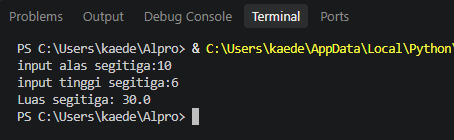 Problems Output Debug Console Terminal Ports
PS C:\Users\kaede\Alpro> & C:\Users\kaede\AppData\Local\Python\
input alas segitiga:10
input tinggi segitiga:6
Luas segitiga: 30.0
PS C:\Users\kaede\Alpro>